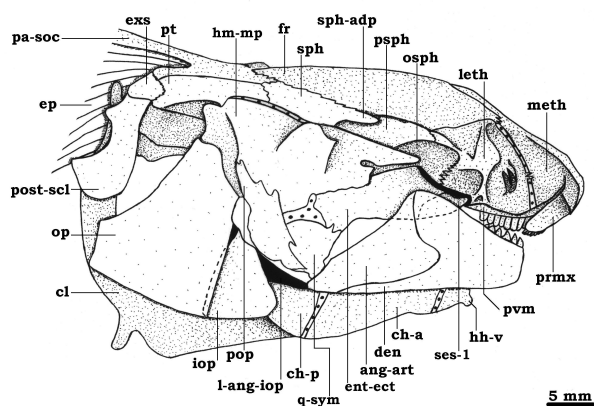 exs
sph-adp
pa-soc
pt
hm-mp
fr
sph
psph
osph
leth
meth
ep
post-scl
op
cl
prmx
pvm
iop
pop
l-ang-iop
ch-p
q-sym
ent-ect
ang-art
den
ch-a
ses-1
hh-v
5 mm